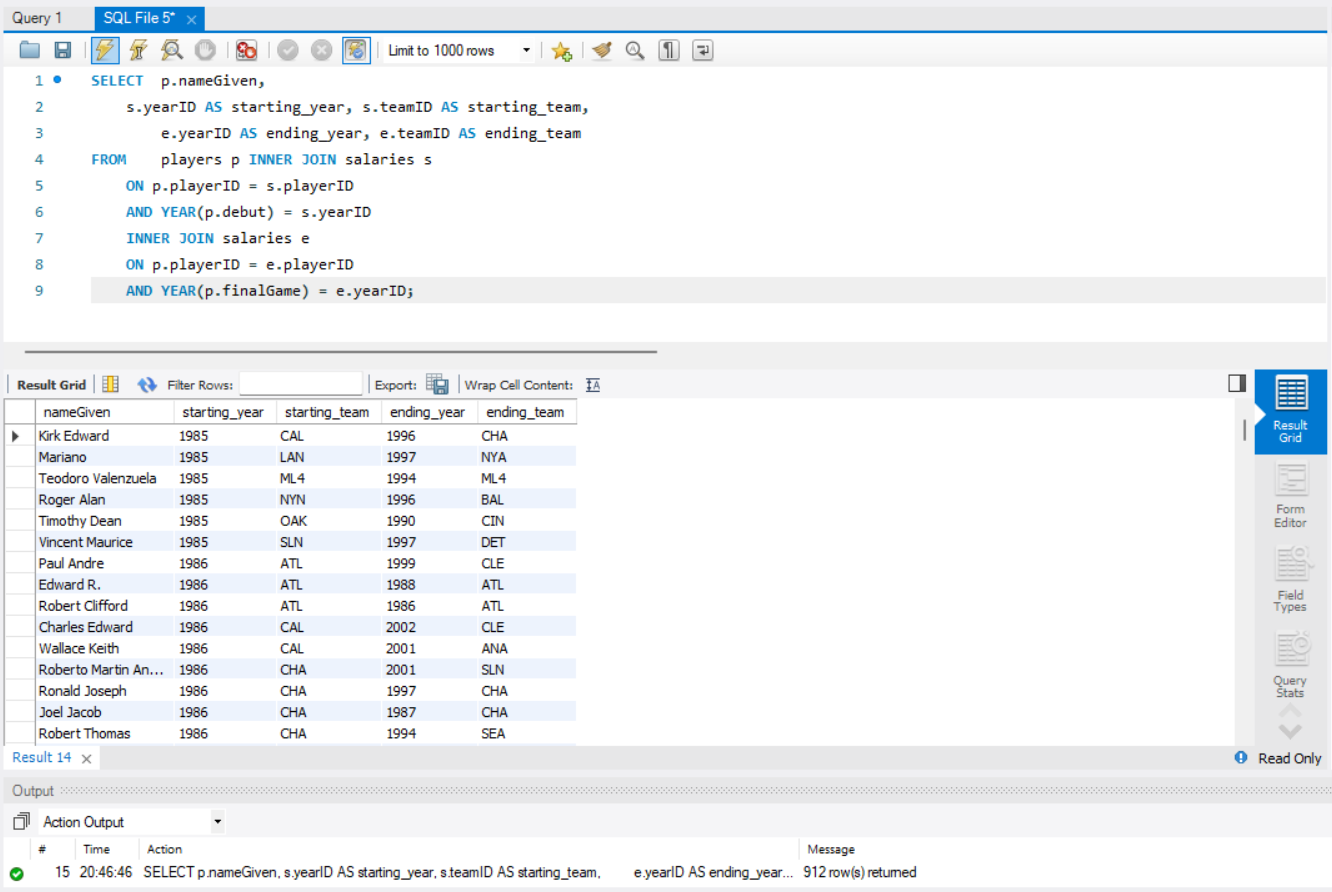 Query 1 SQL File 5* ×
Limit to 1000 rows
1 SELECT p.nameGiven,
2 s.yearID AS starting_year, s.teamID AS starting_team,
3 e.yearID AS ending_year, e.teamID AS ending_team
4 FROM players p INNER JOIN salaries s
5 ON p.playerID = s.playerID
6 AND YEAR(p.debut) = s.yearID
7 INNER JOIN salaries e
8 ON p.playerID = e.playerID
9 AND YEAR(p.finalGame) = e.yearID;
Result Grid Filter Rows: Export: Wrap Cell Content:
nameGiven starting_year starting_team ending_year ending_team
Kirk Edward 1985 CAL 1996 CHA
Mariano 1985 LAN 1997 NYA
Teodoro Valenzuela 1985 ML4 1994 ML4
Roger Alan 1985 NYN 1996 BAL
Timothy Dean 1985 OAK 1990 CIN
Vincent Maurice 1985 SLN 1997 DET
Paul Andre 1986 ATL 1999 CLE
Edward R. 1986 ATL 1988 ATL
Robert Clifford 1986 ATL 1986 ATL
Charles Edward 1986 CAL 2002 CLE
Wallace Keith 1986 CAL 2001 ANA
Roberto Martin An... 1986 CHA 2001 SLN
Ronald Joseph 1986 CHA 1997 CHA
Joel Jacob 1986 CHA 1987 CHA
Robert Thomas 1986 CHA 1994 SEA
Result
Grid
Form
Editor
Field
Types
Query
Stats
Result 14 × Read Only
Output
Action Output
# Time Action Message
15 20:46:46 SELECT p.nameGiven, s.yearID AS starting_year, s.teamID AS starting_team, e.yearID AS ending_year... 912 row(s) returned